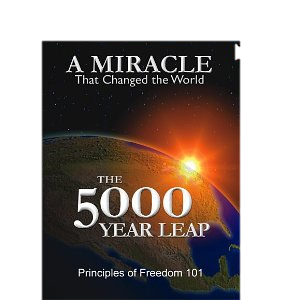 A MIRACLE
That Changed the World
THE
5000
YEAR LEAP
Principles of Freedom 101